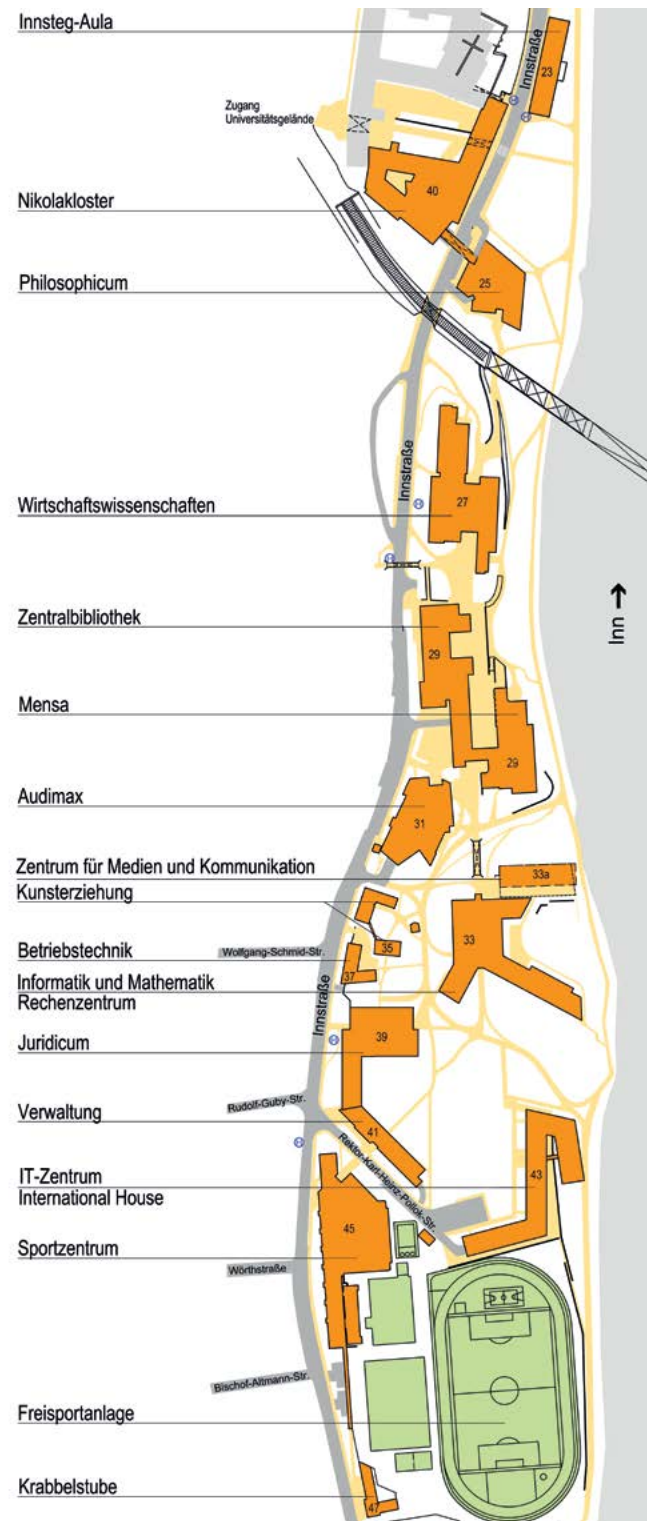 Innsteg-Aula
Innstraße
23
Zugang
Universitätsgelände
Nikolakloster
40
Philosophicum
25
Innstraße
Wirtschaftswissenschaften
27
H
H
H
H
Inn →
Zentralbibliothek
29
Mensa
29
Audimax
31
Zentrum für Medien und Kommunikation
33a
Kunsterziehung
35
33
Betriebstechnik
Wolfgang-Schmid-Str.
37
Informatik und Mathematik
Rechenzentrum
Innstraße
Juridicum
39
H
Rudolf-Guby-Str.
Verwaltung
41
H
Rektor-Karl-Heinz-Pollok-Str.
IT-Zentrum
International House
43
Sportzentrum
45
Wörthstraße
Bischof-Altmann-Str.
Freisportanlage
Krabbelstube
47